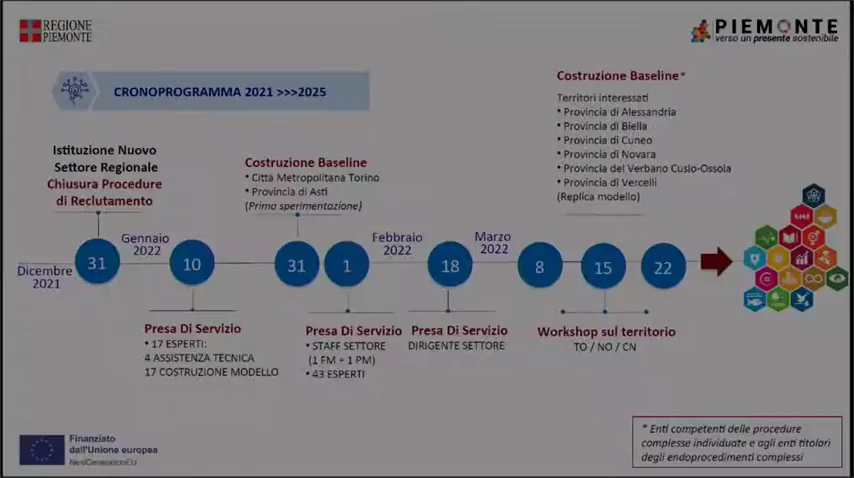 REGIONE
PIEMONTE
PIEMONTE
verso un presente sostenibile
CRONOPROGRAMMA 2021 >>>2025
Costruzione Baseline*
Territori interessati
• Provincia di Alessandria
• Provincia di Biella
• Provincia di Cuneo
• Provincia di Novara
• Provincia del Verbano Cusio-Ossola
• Provincia di Vercelli
(Replica modello)
Istituzione Nuovo
Settore Regionale
Chiusura Procedure
di Reclutamento
Costruzione Baseline
• Città Metropolitana Torino
• Provincia di Asti
(Prima sperimentazione)
Dicembre
2021
31
Gennaio
2022
10
31
1
Febbraio
2022
18
Marzo
2022
8
15
22
Presa Di Servizio
• 17 ESPERTI:
4 ASSISTENZA TECNICA
17 COSTRUZIONE MODELLO
Presa Di Servizio
• STAFF SETTORE
(1 FM + 1 PM)
• 43 ESPERTI
Presa Di Servizio
DIRIGENTE SETTORE
Workshop sul territorio
TO / NO / CN
Finanziato
dall'Unione europea
NextGenerationEU
* Enti competenti delle procedure
complesse individuate e agli enti titolari
degli endoprocedimenti complessi